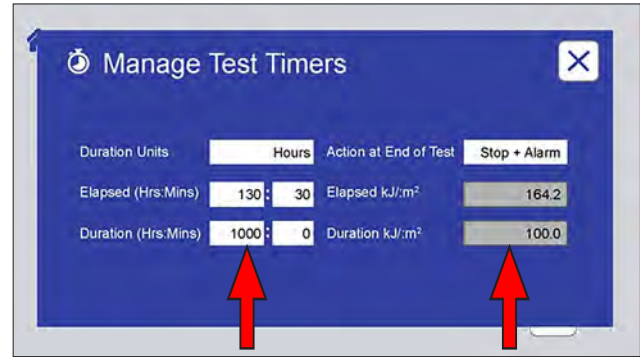 Manage Test Timers
Duration Units Hours Action at End of Test Stop + Alarm
Elapsed (Hrs:Mins) 130 : 30 Elapsed kJ/:m² 164.2
Duration (Hrs:Mins) 1000 : 0 Duration kJ/:m² 100.0